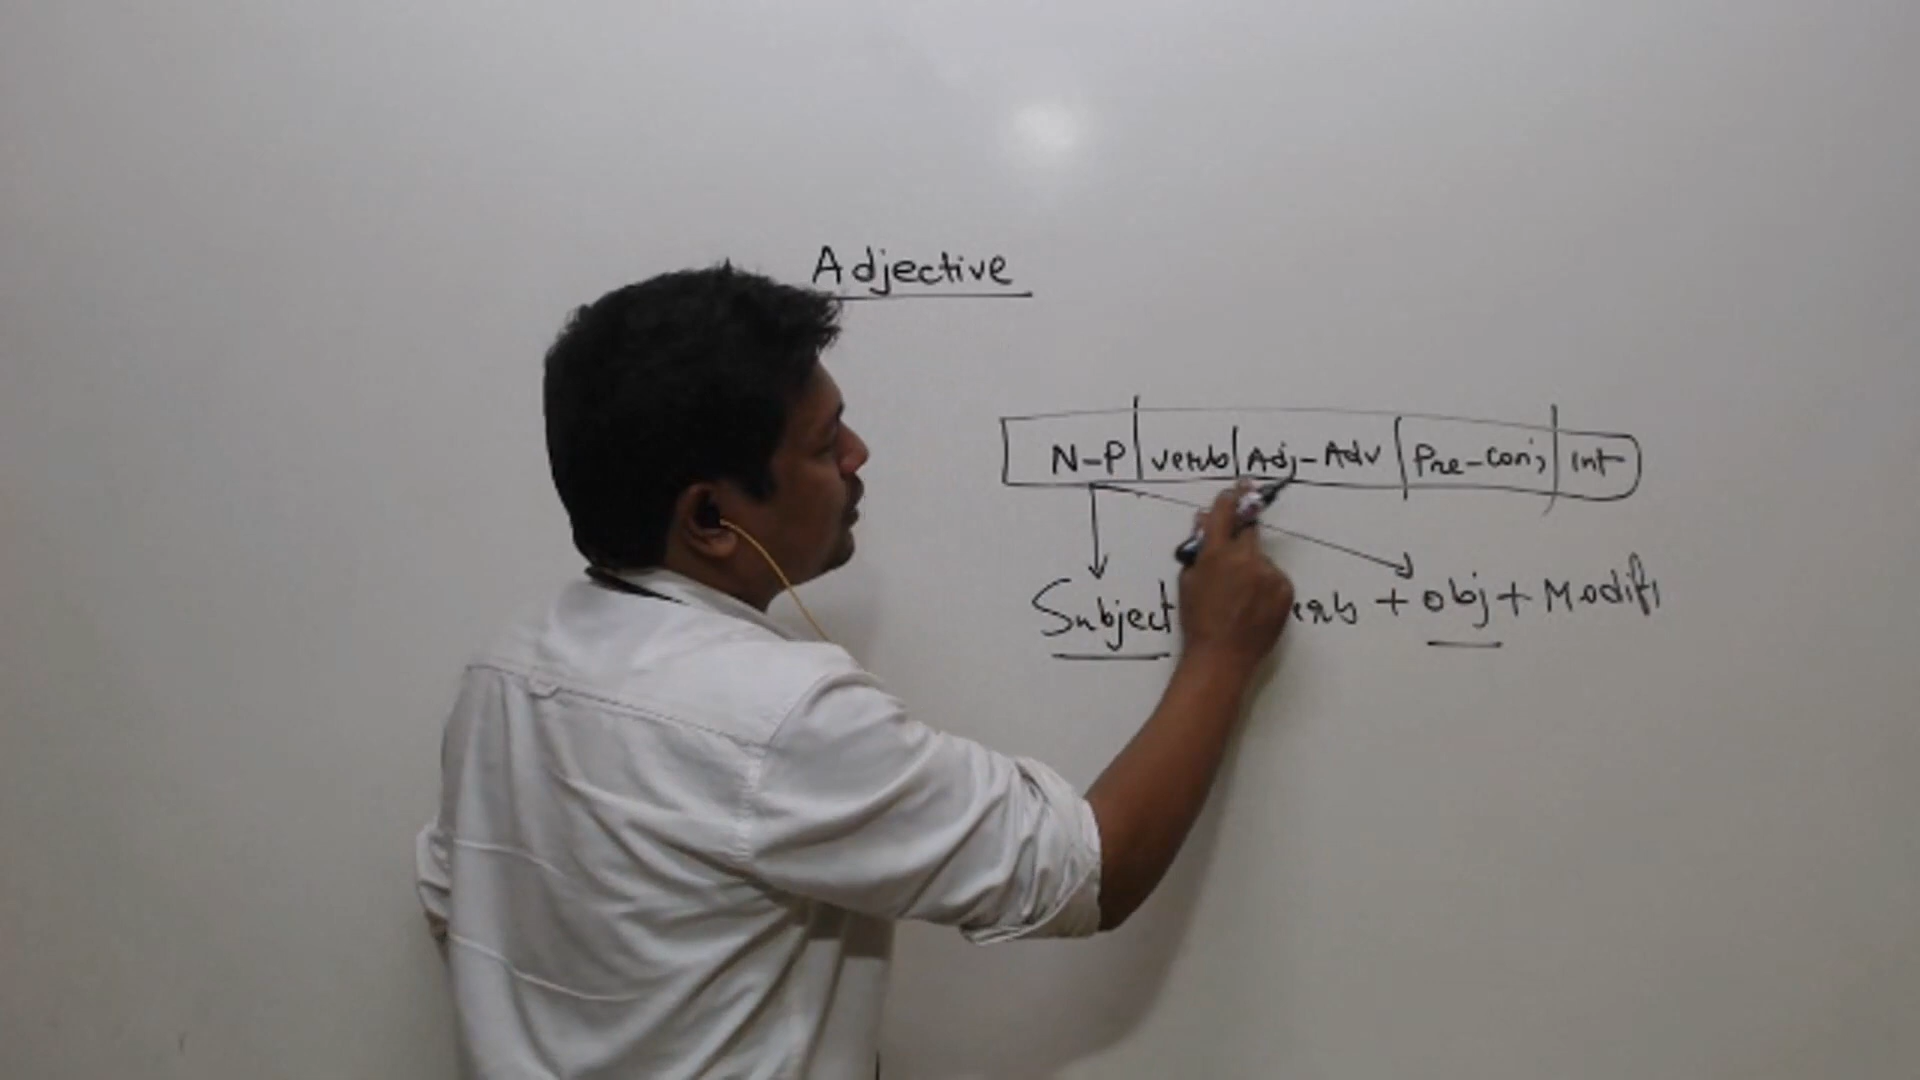 Adjective
N-P verb Adj-Adv Pre-Conj Int
Subject + obj + Modifi